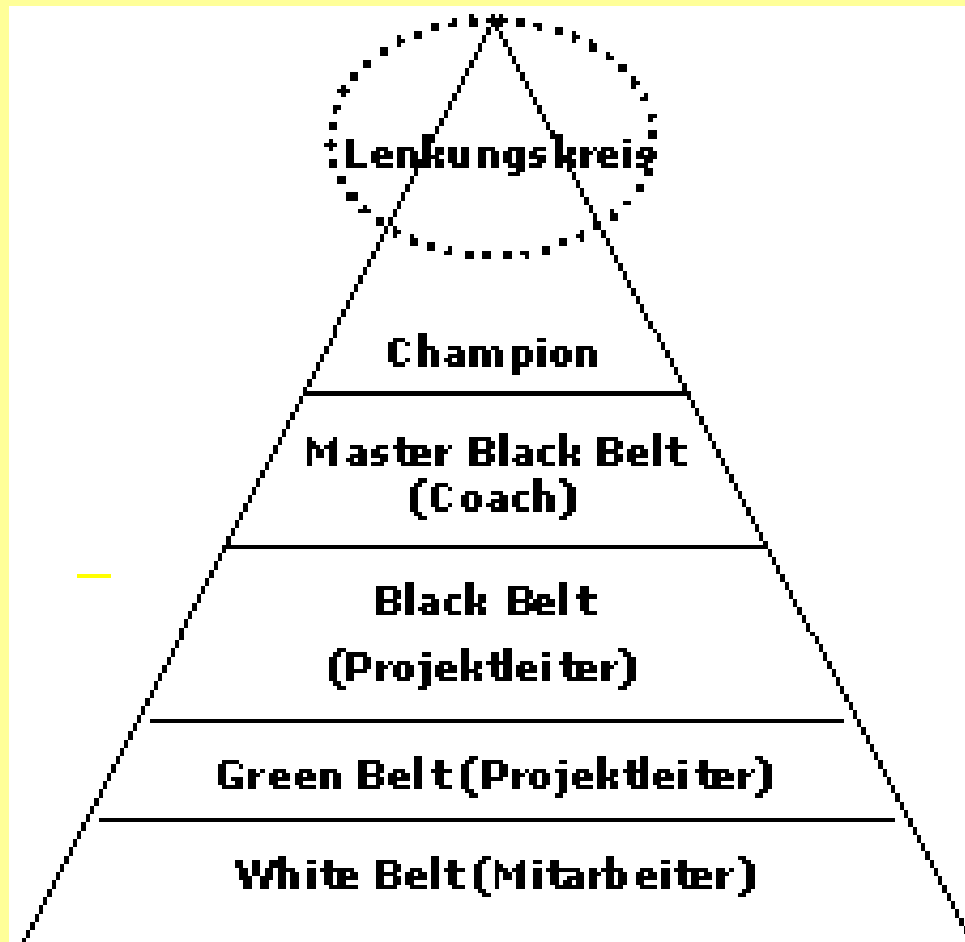 Lenkungskreis
Champion
Master Black Belt
(Coach)
Black Belt
(Projektleiter)
Green Belt (Projektleiter)
White Belt (Mitarbeiter)